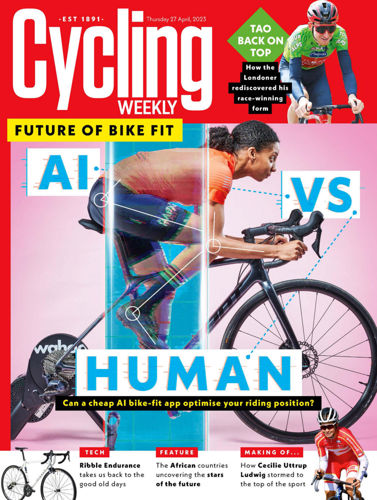 ·EST 1891·
Thursday 27 April, 2023
Cycling
WEEKLY
TAO
BACK ON
TOP
How the
Londoner
rediscovered his
race-winning
form
FUTURE OF BIKE FIT
AI
VS
HUMAN
wahoo
Can a cheap AI bike-fit app optimise your riding position?
TECH
Ribble Endurance
takes us back to the
good old days
FEATURE
The African countries
uncovering the stars
of the future
MAKING OF...
How Cecilie Uttrup
Ludwig stormed to
the top of the sport